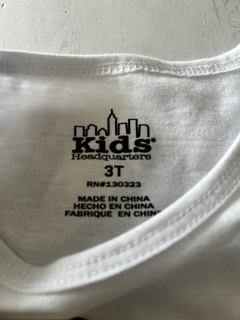 Kids®
Headquarters
3T
RN#130323
MADE IN CHINA
HECHO EN CHINA
FABRIQUE EN CHINE